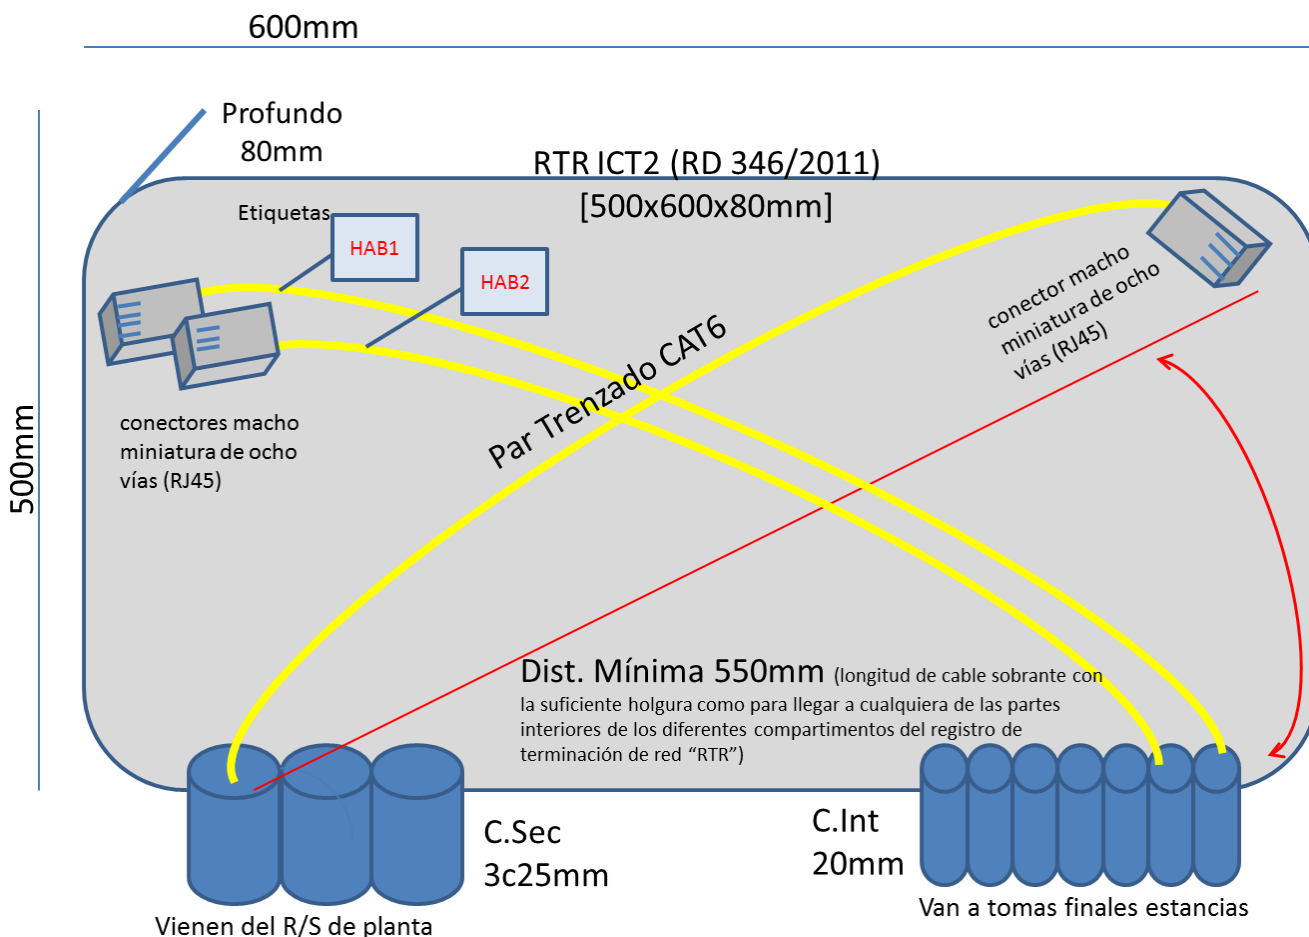 600mm
Profundo
80mm
RTR ICT2 (RD 346/2011)
[500x600x80mm]
Etiquetas
HAB1
HAB2
conector macho
miniatura de ocho
vías (RJ45)
Par Trenzado CAT6
conectores macho
miniatura de ocho
vías (RJ45)
500mm
Dist. Mínima 550mm (longitud de cable sobrante con
la suficiente holgura como para llegar a cualquiera de las partes
interiores de los diferentes compartimentos del registro de
terminación de red “RTR”)
C.Sec
3c25mm
C.Int
20mm
Vienen del R/S de planta
Van a tomas finales estancias